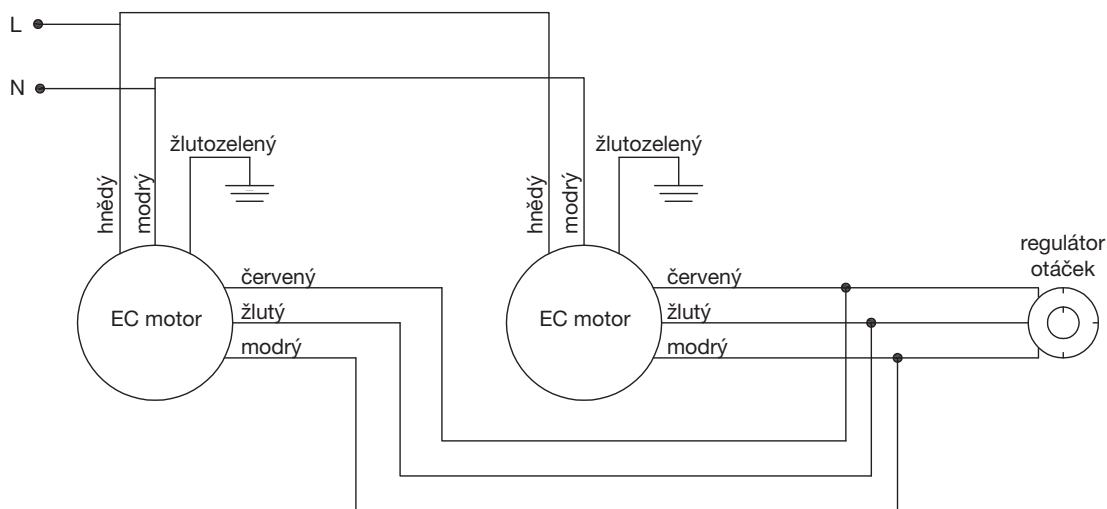 L
N
žlutozelený
žlutozelený
hnědý
modrý
hnědý
modrý
regulátor
otáček
červený
červený
EC motor
žlutý
EC motor
žlutý
modrý
modrý